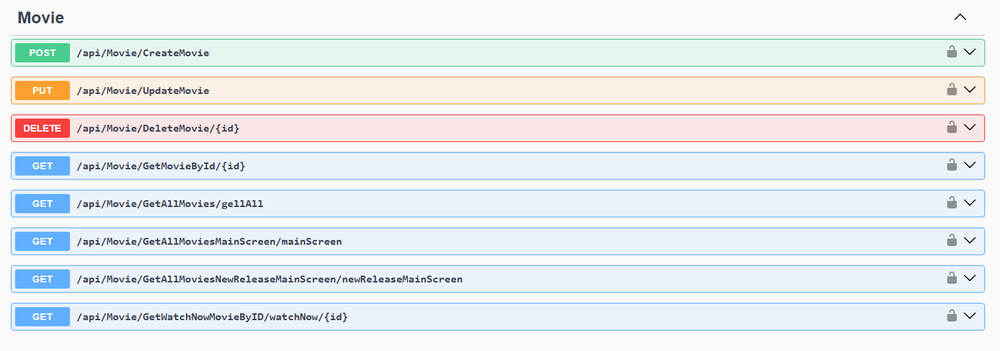 Movie
POST /api/Movie/CreateMovie
PUT /api/Movie/UpdateMovie
DELETE /api/Movie/DeleteMovie/{id}
GET /api/Movie/GetMovieById/{id}
GET /api/Movie/GetAllMovies/gellAll
GET /api/Movie/GetAllMoviesMainScreen/mainScreen
GET /api/Movie/GetAllMoviesNewReleaseMainScreen/newReleaseMainScreen
GET /api/Movie/GetWatchNowMovieByID/watchNow/{id}